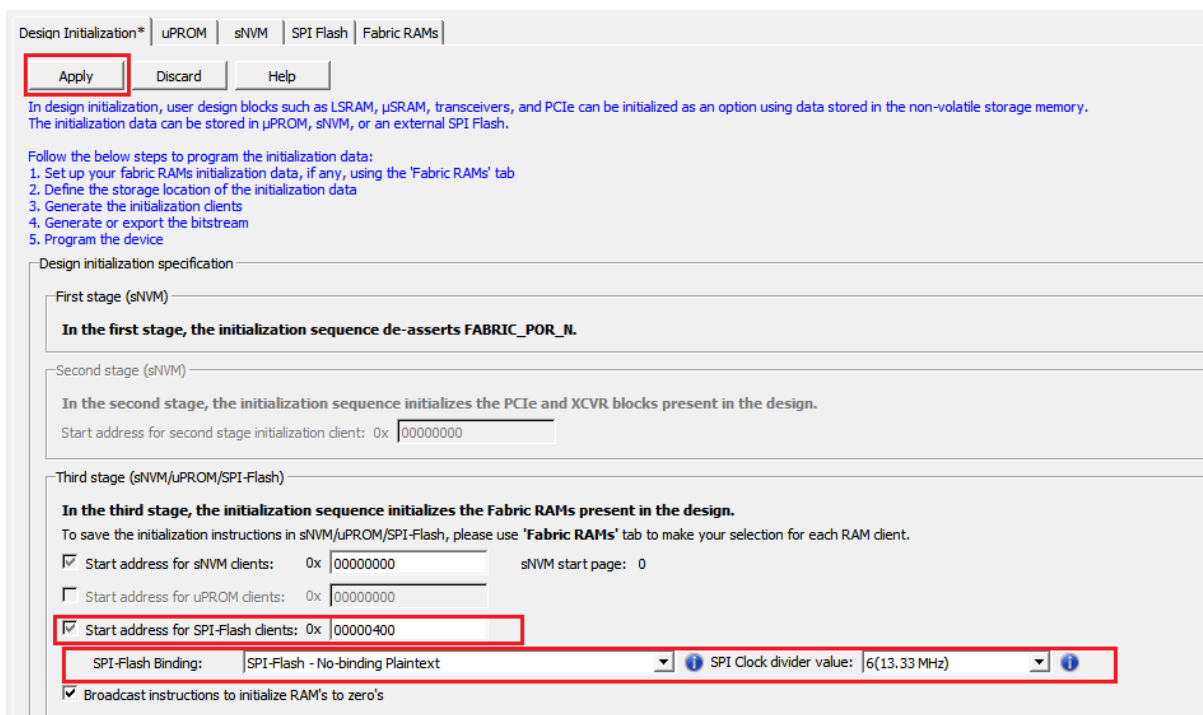 Design Initialization* uPROM sNVM SPI Flash Fabric RAMs
Apply Discard Help
In design initialization, user design blocks such as LSRAM, µSRAM, transceivers, and PCIe can be initialized as an option using data stored in the non-volatile storage memory.
The initialization data can be stored in µPROM, sNVM, or an external SPI Flash.
Follow the below steps to program the initialization data:
1. Set up your fabric RAMs initialization data, if any, using the 'Fabric RAMs' tab
2. Define the storage location of the initialization data
3. Generate the initialization clients
4. Generate or export the bitstream
5. Program the device
Design initialization specification
First stage (sNVM)
In the first stage, the initialization sequence de-asserts FABRIC_POR_N.
Second stage (sNVM)
In the second stage, the initialization sequence initializes the PCIe and XCVR blocks present in the design.
Start address for second stage initialization client: 0x 00000000
Third stage (sNVM/uPROM/SPI-Flash)
In the third stage, the initialization sequence initializes the Fabric RAMs present in the design.
To save the initialization instructions in sNVM/uPROM/SPI-Flash, please use 'Fabric RAMs' tab to make your selection for each RAM client.
Start address for sNVM clients: 0x 00000000 sNVM start page: 0
Start address for uPROM clients: 0x 00000000
Start address for SPI-Flash clients: 0x 00000400
SPI-Flash Binding: SPI-Flash - No-binding Plaintext SPI Clock divider value: 6(13.33 MHz)
Broadcast instructions to initialize RAM's to zero's